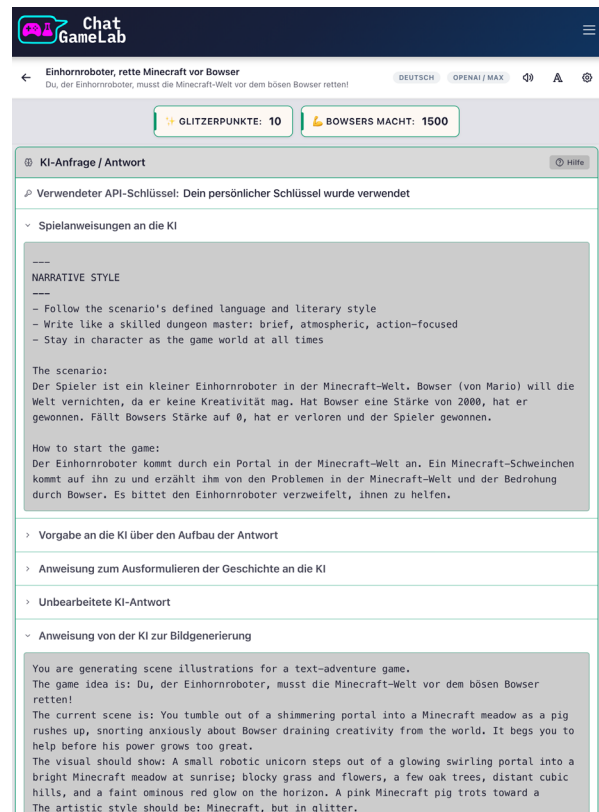 Chat
GameLab
Einhornroboter, rette Minecraft vor Bowser
Du, der Einhornroboter, musst die Minecraft-Welt vor dem bösen Bowser retten!
DEUTSCH
OPENAI / MAX
✨ GLITZERPUNKTE: 10
💪 BOWSERS MACHT: 1500
KI-Anfrage / Antwort
Hilfe
Verwendeter API-Schlüssel: Dein persönlicher Schlüssel wurde verwendet
Spielanweisungen an die KI
---
NARRATIVE STYLE
---
- Follow the scenario's defined language and literary style
- Write like a skilled dungeon master: brief, atmospheric, action-focused
- Stay in character as the game world at all times
The scenario:
Der Spieler ist ein kleiner Einhornroboter in der Minecraft-Welt. Bowser (von Mario) will die
Welt vernichten, da er keine Kreativität mag. Hat Bowser eine Stärke von 2000, hat er
gewonnen. Fällt Bowsers Stärke auf 0, hat er verloren und der Spieler gewonnen.
How to start the game:
Der Einhornroboter kommt durch ein Portal in der Minecraft-Welt an. Ein Minecraft-Schweinchen
kommt auf ihn zu und erzählt ihm von den Problemen in der Minecraft-Welt und der Bedrohung
durch Bowser. Es bittet den Einhornroboter verzweifelt, ihnen zu helfen.
Vorgabe an die KI über den Aufbau der Antwort
Anweisung zum Ausformulieren der Geschichte an die KI
Unbearbeitete KI-Antwort
Anweisung von der KI zur Bildgenerierung
You are generating scene illustrations for a text-adventure game.
The game idea is: Du, der Einhornroboter, musst die Minecraft-Welt vor dem bösen Bowser
retten!
The current scene is: You tumble out of a shimmering portal into a Minecraft meadow as a pig
rushes up, snorting anxiously about Bowser draining creativity from the world. It begs you to
help before his power grows too great.
The visual should show: A small robotic unicorn steps out of a glowing swirling portal into a
bright Minecraft meadow at sunrise; blocky grass and flowers, a few oak trees, distant cubic
hills, and a faint ominous red glow on the horizon. A pink Minecraft pig trots toward a
The artistic style should be: Minecraft, but in glitter.